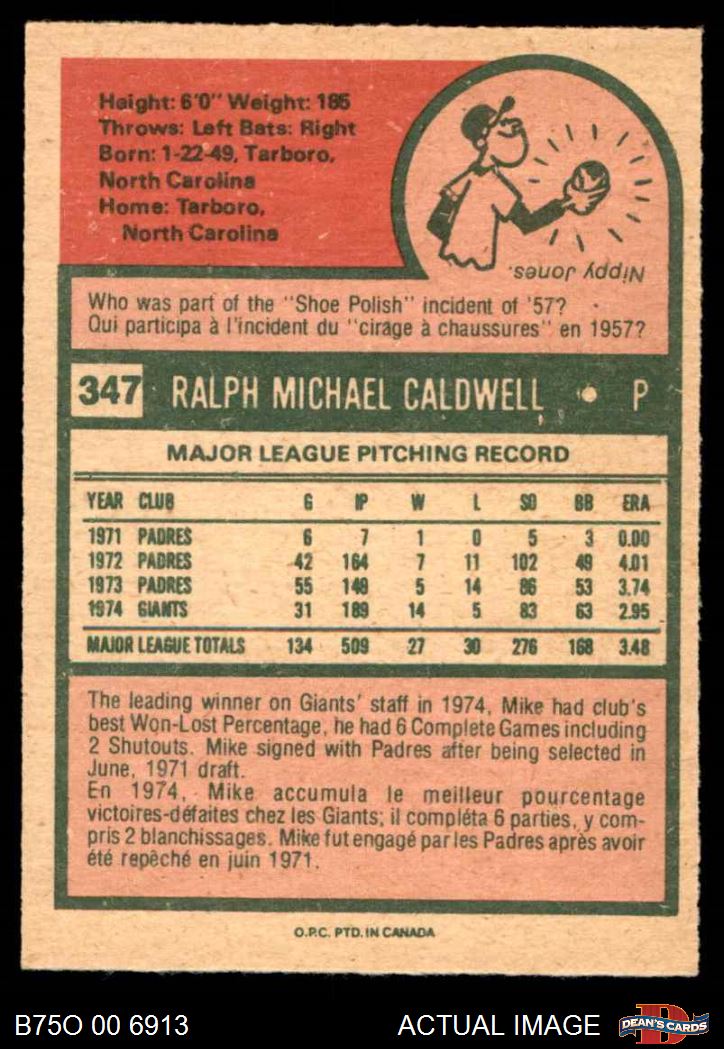 Height: 6'0" Weight: 185
Throws: Left Bats: Right
Born: 1-22-49, Tarboro,
North Carolina
Home: Tarboro,
North Carolina
Nippy Jones.
Who was part of the "Shoe Polish" incident of '57?
Qui participa à l'incident du "cirage à chaussures" en 1957?
347 RALPH MICHAEL CALDWELL • P
MAJOR LEAGUE PITCHING RECORD
YEAR CLUB G IP W L SO BB ERA
1971 PADRES 6 7 1 0 5 3 0.00
1972 PADRES 42 164 7 11 102 49 4.01
1973 PADRES 55 149 5 14 86 53 3.74
1974 GIANTS 31 189 14 5 83 63 2.95
MAJOR LEAGUE TOTALS 134 509 27 30 276 168 3.48
The leading winner on Giants' staff in 1974, Mike had club's
best Won-Lost Percentage, he had 6 Complete Games including
2 Shutouts. Mike signed with Padres after being selected in
June, 1971 draft.
En 1974, Mike accumula le meilleur pourcentage
victoires-défaites chez les Giants; il compléta 6 parties, y com-
pris 2 blanchissages. Mike fut engagé par les Padres après avoir
été repêché en juin 1971.
O.P.C. PTD. IN CANADA
B75O 00 6913 ACTUAL IMAGE
D
DEAN'S CARDS